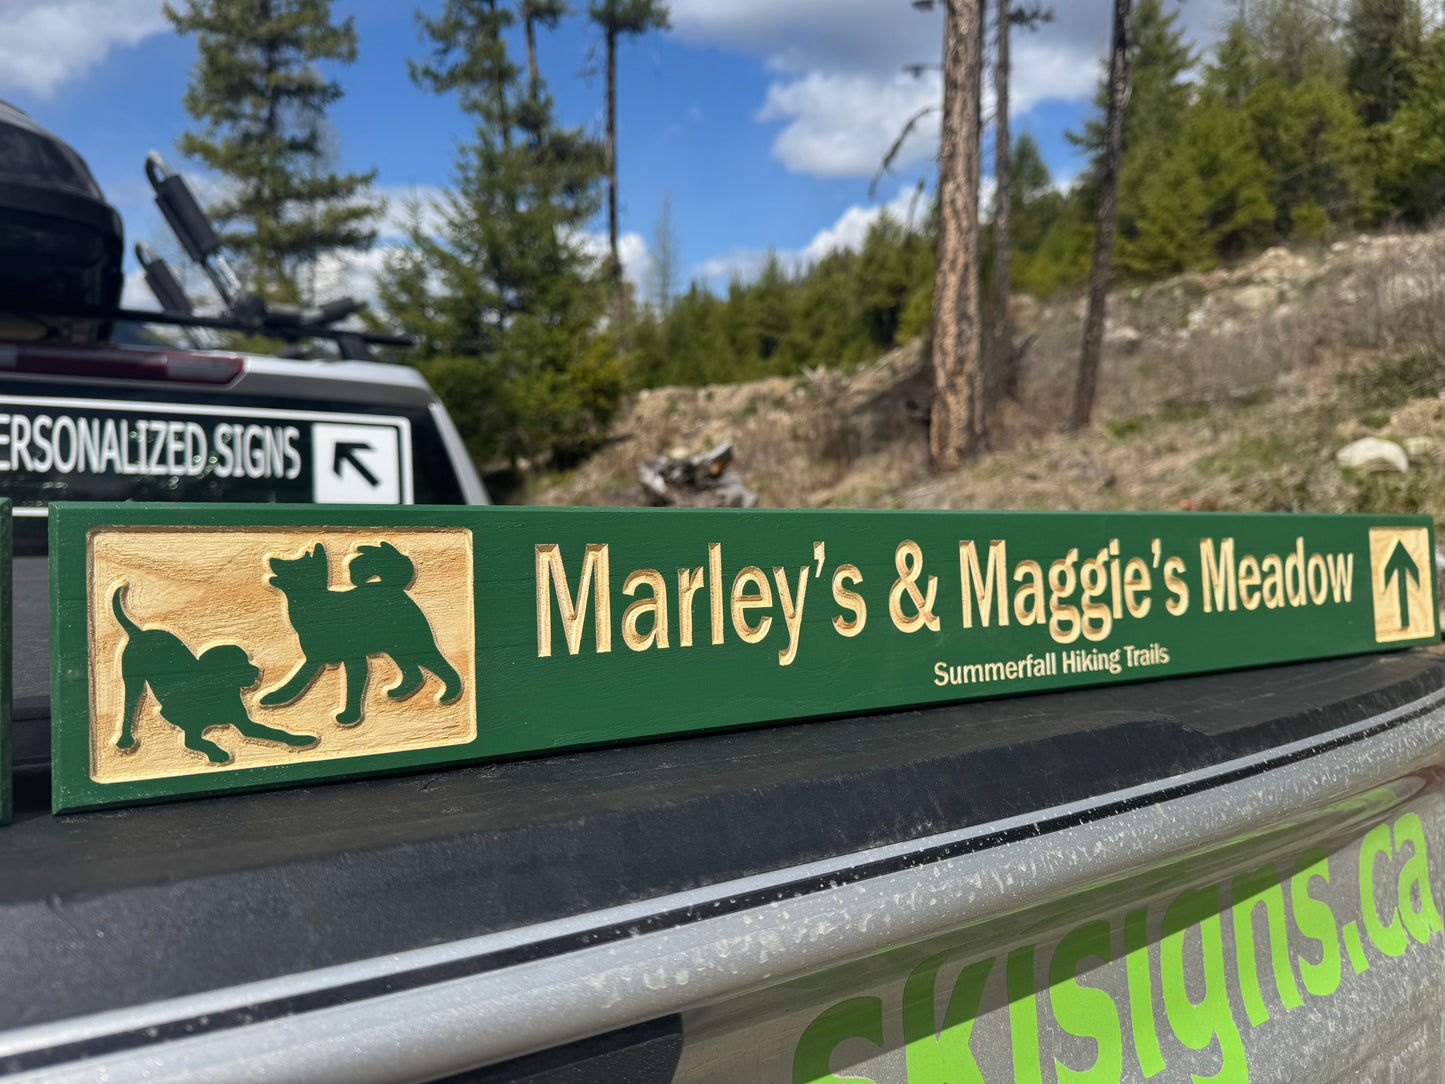 ERSONALIZED SIGNS
Marley's & Maggie's Meadow
Summerfall Hiking Trails
skisigns.ca